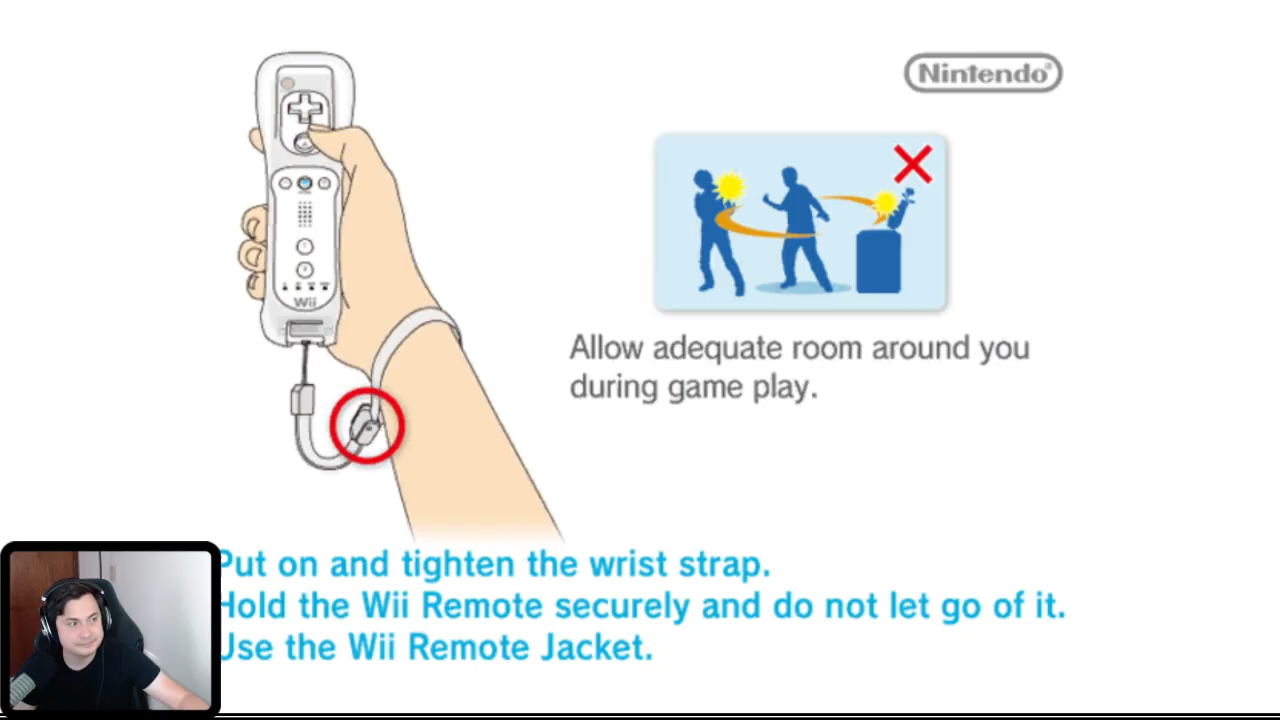 Nintendo®
Wii
Allow adequate room around you
during game play.
Put on and tighten the wrist strap.
Hold the Wii Remote securely and do not let go of it.
Use the Wii Remote Jacket.